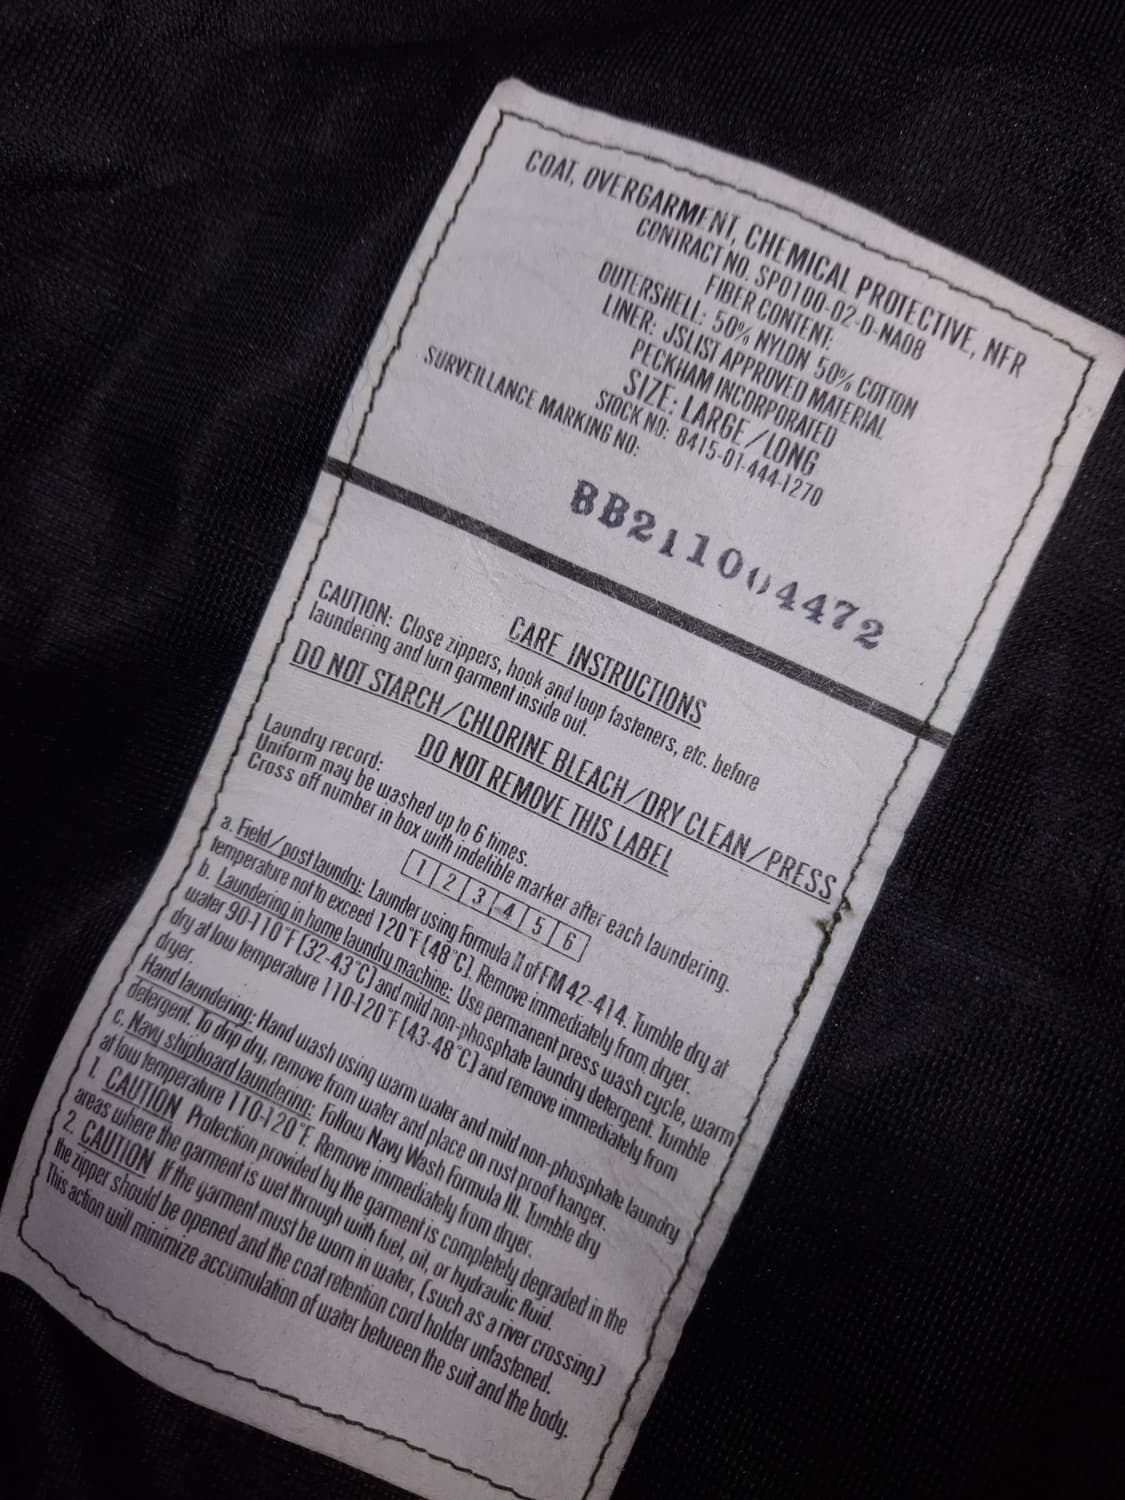 COAT, OVERGARMENT, CHEMICAL PROTECTIVE, NFR
CONTRACT NO. SP0100-02-D-NA08
FIBER CONTENT:
OUTERSHELL: 50% NYLON 50% COTTON
LINER: JSLIST APPROVED MATERIAL
PECKHAM INCORPORATED
SIZE: LARGE/LONG
STOCK NO: 8415-01-444-1270
SURVEILLANCE MARKING NO:
BB211004472
CARE INSTRUCTIONS
CAUTION: Close zippers, hook and loop fasteners, etc. before
laundering and turn garment inside out.
DO NOT STARCH/CHLORINE BLEACH/DRY CLEAN/PRESS
DO NOT REMOVE THIS LABEL
Laundry record:
Uniform may be washed up to 6 times.
Cross off number in box with indelible marker after each laundering.
1 2 3 4 5 6
a. Field/post laundry: Launder using Formula II of FM 42-414. Tumble dry at
temperature not to exceed 120°F (48°C). Remove immediately from dryer.
b. Laundering in home laundry machine: Use permanent press wash cycle, warm
water 90-110°F (32-43°C) and mild non-phosphate laundry detergent. Tumble
dry at low temperature 110-120°F (43-48°C) and remove immediately from
dryer.
Hand laundering: Hand wash using warm water and mild non-phosphate laundry
detergent. To drip dry, remove from water and place on rust proof hanger.
c. Navy shipboard laundering: Follow Navy Wash Formula III. Tumble dry
at low temperature 110-120°F. Remove immediately from dryer.
1. CAUTION Protection provided by the garment is completely degraded in the
areas where the garment is wet through with fuel, oil, or hydraulic fluid.
2. CAUTION If the garment must be worn in water, (such as a river crossing)
the zipper should be opened and the coat retention cord holder unfastened.
This action will minimize accumulation of water between the suit and the body.